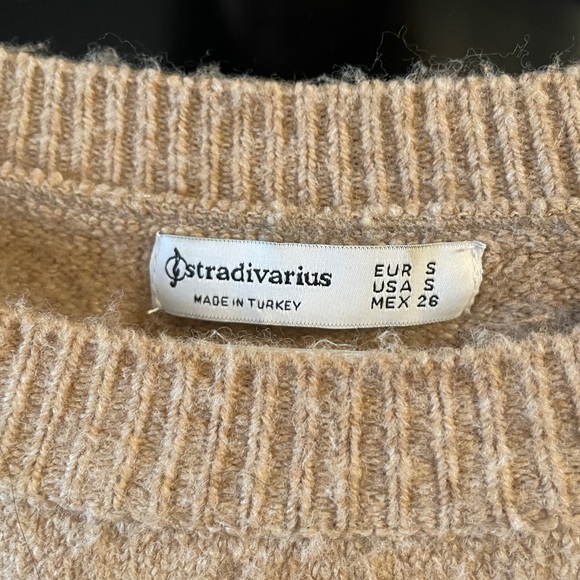 stradivarius
MADE IN TURKEY
EUR S
USA S
MEX 26